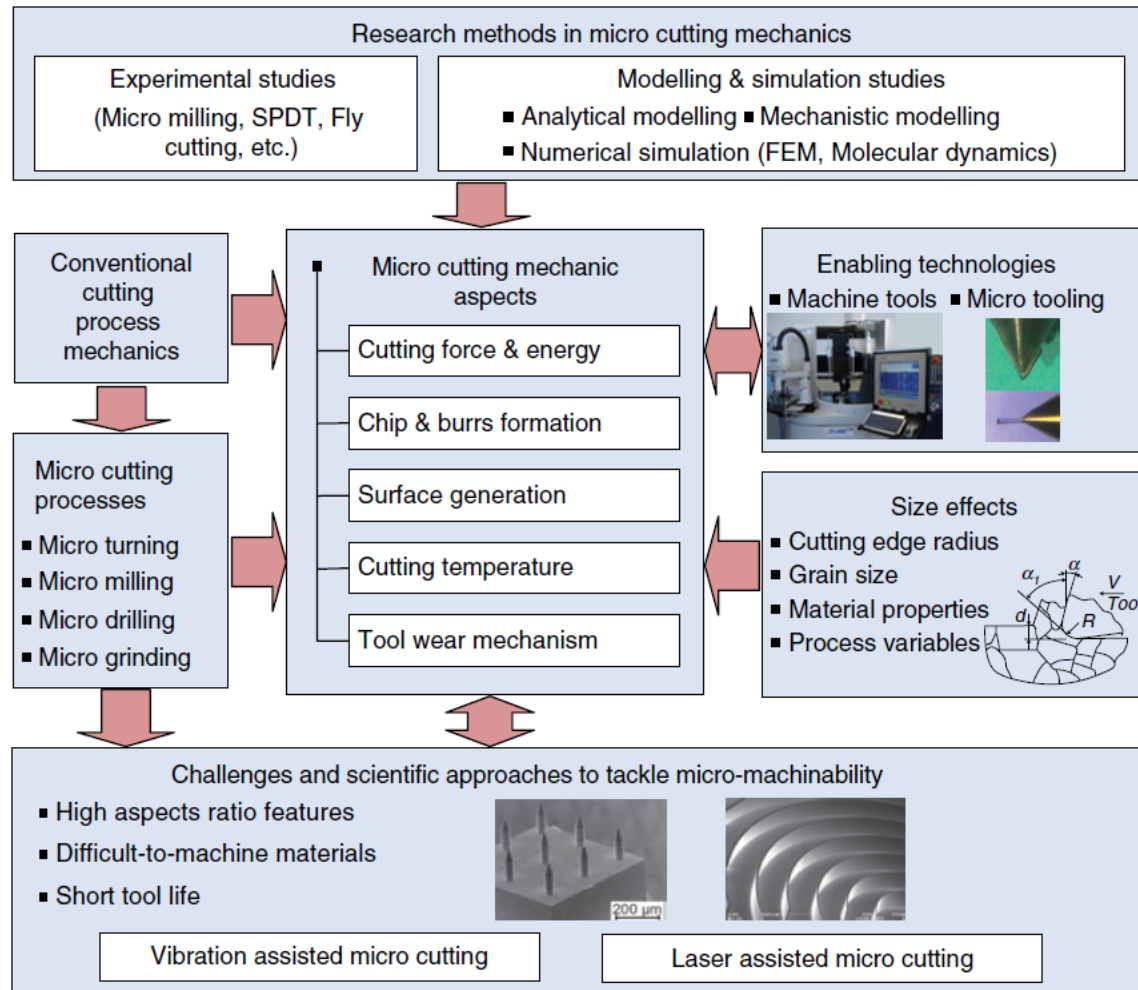 Research methods in micro cutting mechanics
Experimental studies
(Micro milling, SPDT, Fly
cutting, etc.)
Modelling & simulation studies
▪ Analytical modelling ▪ Mechanistic modelling
▪ Numerical simulation (FEM, Molecular dynamics)
Conventional
cutting
process
mechanics
Micro cutting
processes
▪ Micro turning
▪ Micro milling
▪ Micro drilling
▪ Micro grinding
▪ Micro cutting mechanic
aspects
Cutting force & energy
Chip & burrs formation
Surface generation
Cutting temperature
Tool wear mechanism
Enabling technologies
▪ Machine tools ▪ Micro tooling
Size effects
▪ Cutting edge radius
▪ Grain size
▪ Material properties
▪ Process variables
α₁
α
V
Too
d
R
Challenges and scientific approaches to tackle micro-machinability
▪ High aspects ratio features
▪ Difficult-to-machine materials
▪ Short tool life
200 µm
Vibration assisted micro cutting
Laser assisted micro cutting